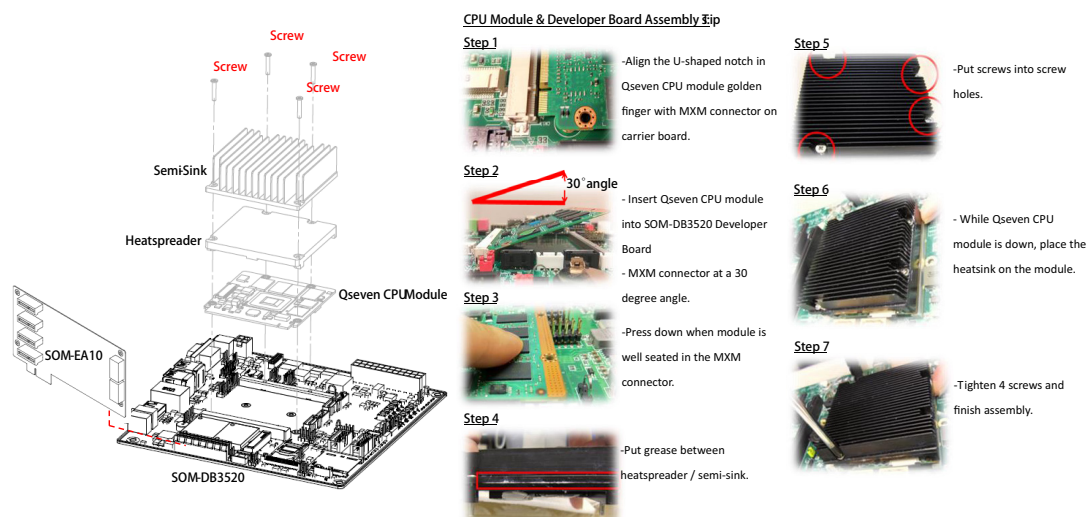 Screw
Screw
Screw
Screw
Semi-Sink
Heatspreader
Qseven CPU Module
SOM-EA10
SOM-DB3520
CPU Module & Developer Board Assembly Tip
Step 1
-Align the U-shaped notch in
Qseven CPU module golden
finger with MXM connector on
carrier board.
Step 2
30°angle
- Insert Qseven CPU module
into SOM-DB3520 Developer
Board
- MXM connector at a 30
degree angle.
Step 3
-Press down when module is
well seated in the MXM
connector.
Step 4
-Put grease between
heatspreader / semi-sink.
Step 5
-Put screws into screw
holes.
Step 6
- While Qseven CPU
module is down, place the
heatsink on the module.
Step 7
-Tighten 4 screws and
finish assembly.